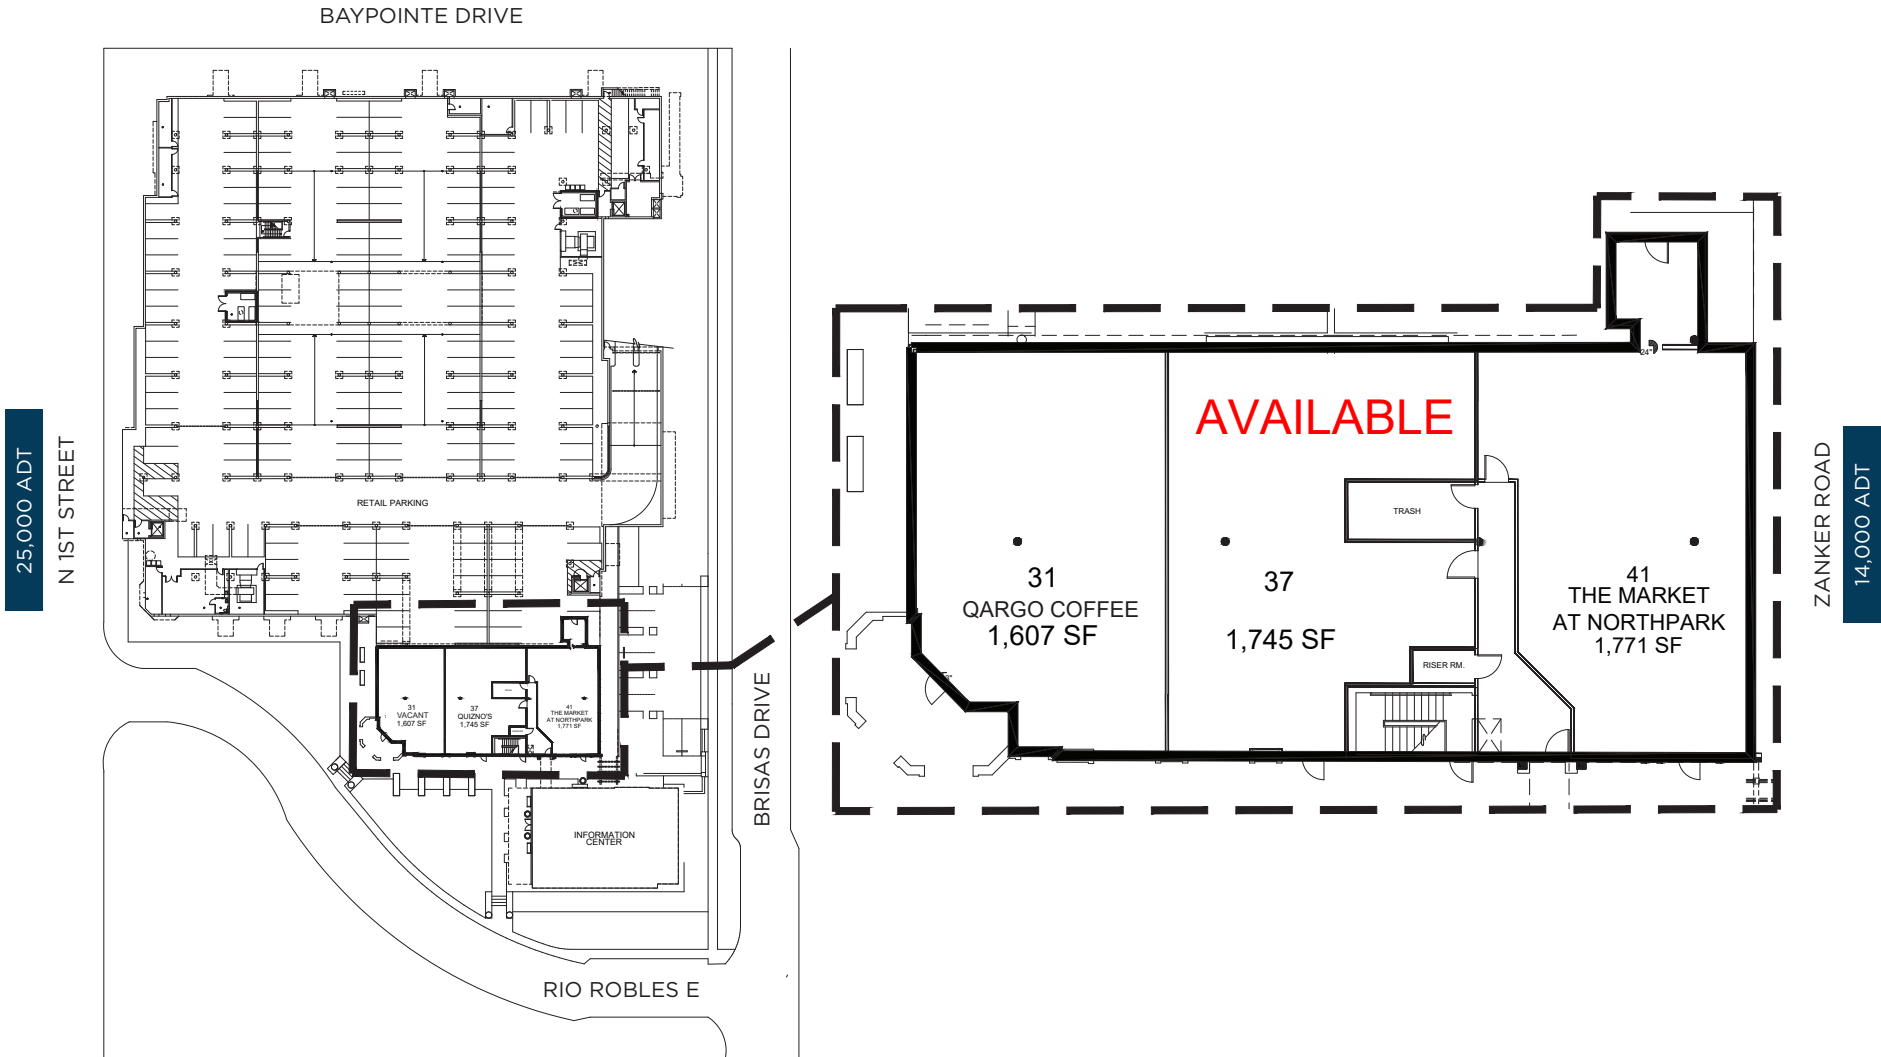 BAYPOINTE DRIVE
25,000 ADT
N 1ST STREET
RETAIL PARKING
31
VACANT
1,607 SF
37
QUIZNO'S
1,745 SF
41
THE MARKET
AT NORTHPARK
1,771 SF
INFORMATION
CENTER
BRISAS DRIVE
RIO ROBLES E
AVAILABLE
24"
TRASH
31
QARGO COFFEE
1,607 SF
37
1,745 SF
RISER RM.
41
THE MARKET
AT NORTHPARK
1,771 SF
ZANKER ROAD
14,000 ADT